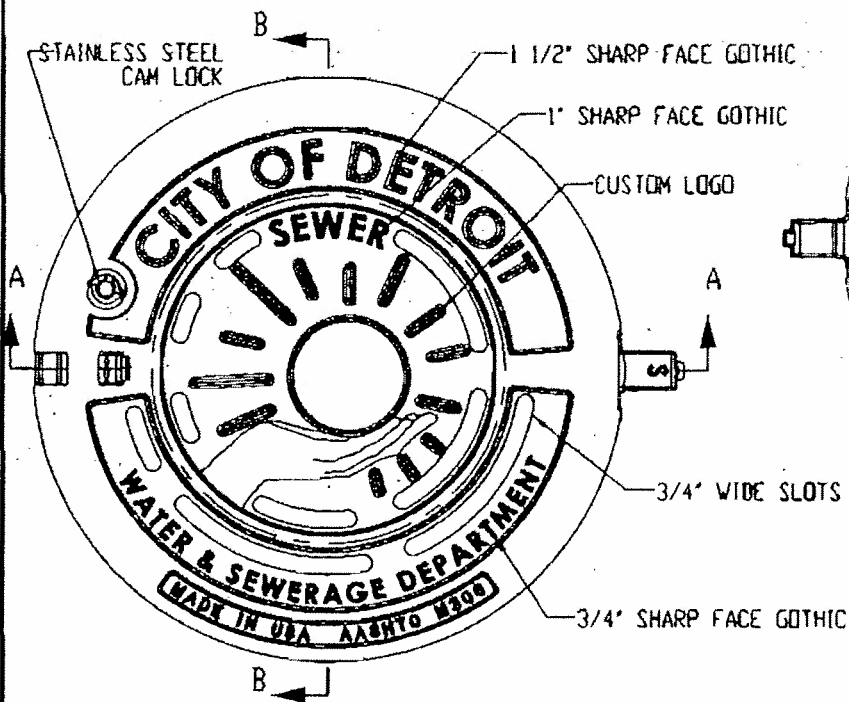 B
STAINLESS STEEL
CAM LOCK
1 1/2" SHARP FACE GOTHIC
1" SHARP FACE GOTHIC
CUSTOM LOGO
CITY OF DETROIT
SEWER
A
A
S
3/4" WIDE SLOTS
WATER & SEWERAGE DEPARTMENT
MADE IN USA AASHTO M306
3/4" SHARP FACE GOTHIC
B